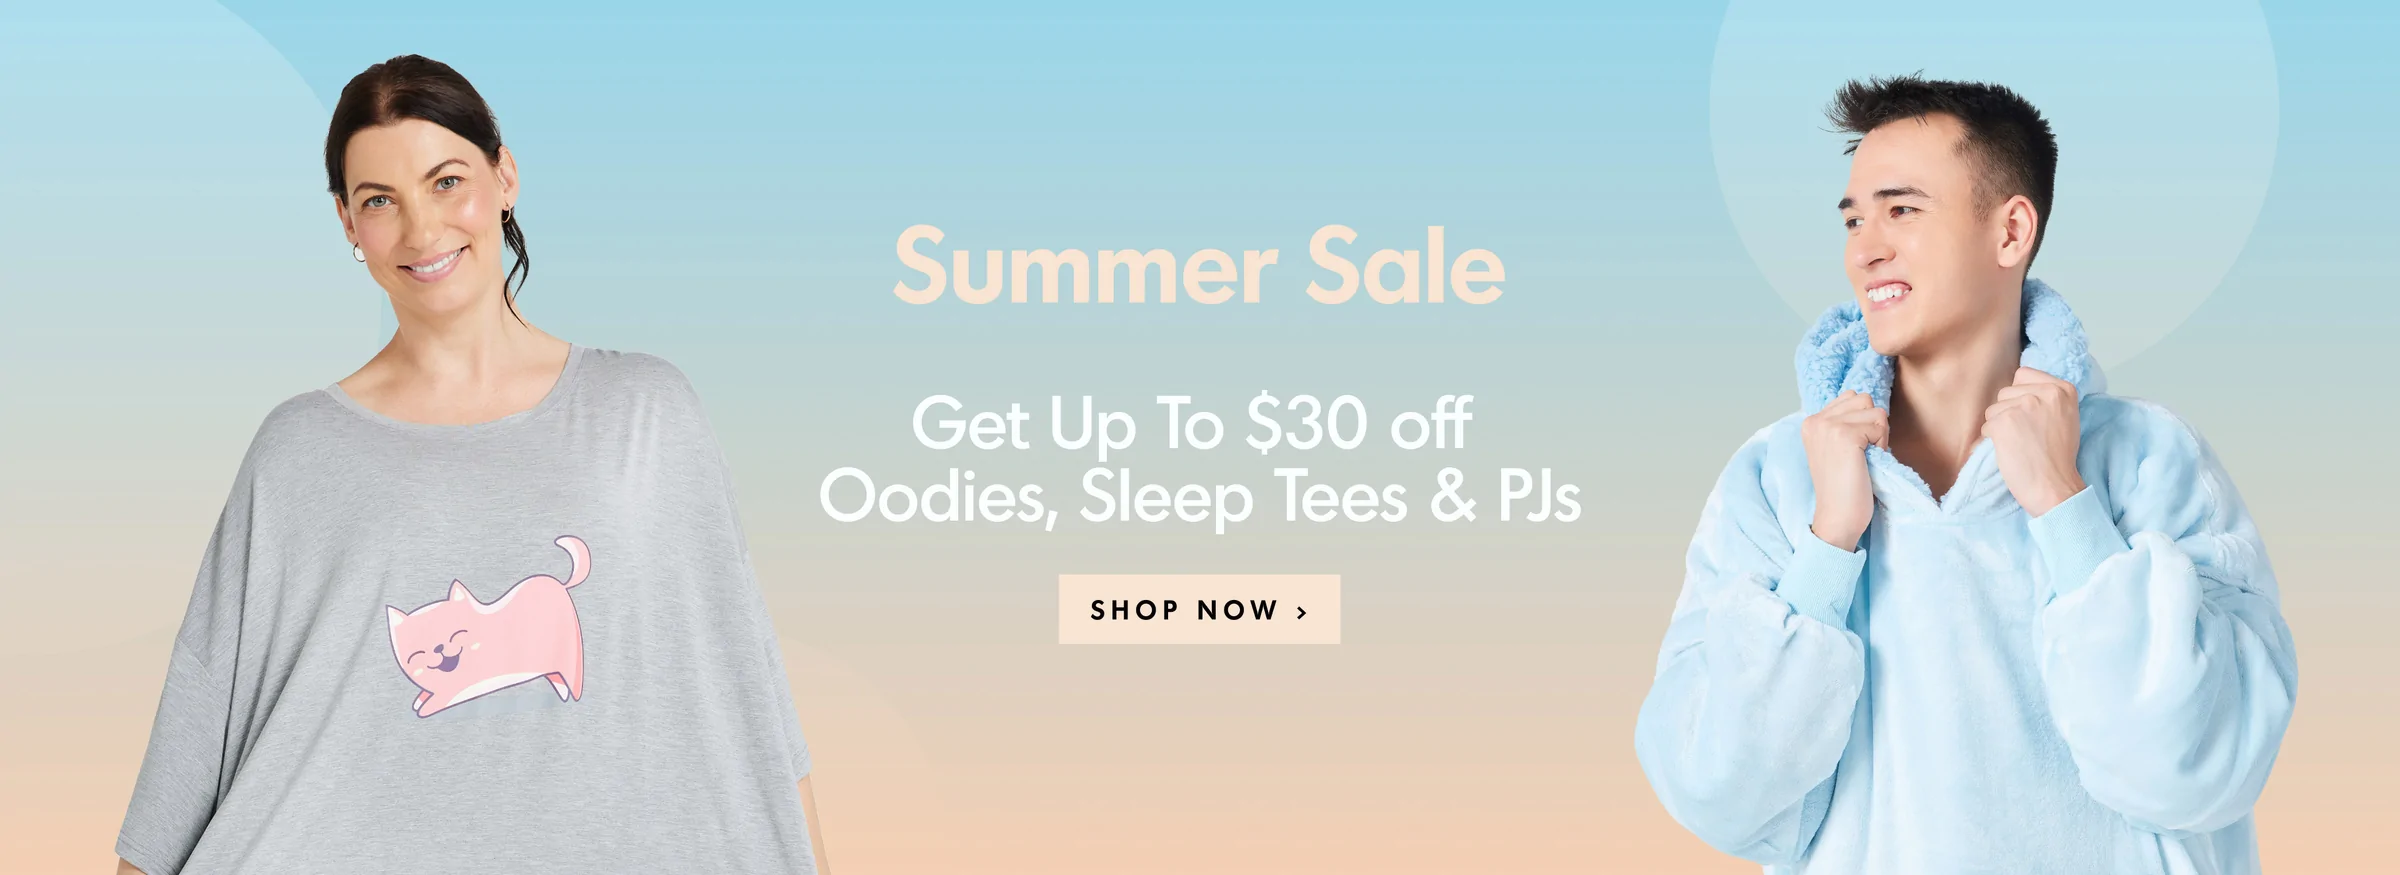 Summer Sale
Get Up To $30 off
Oodies, Sleep Tees & PJs
SHOP NOW ›